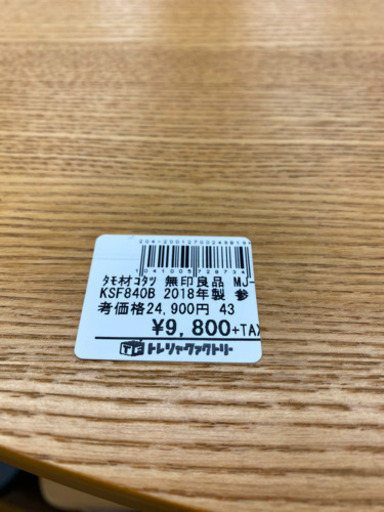 ﾀﾓ材ｺﾀﾂ 無印良品 MJ-
KSF840B 2018年製 参
考価格24,900円 43
¥9,800+TAX
トレジャーファクトリー